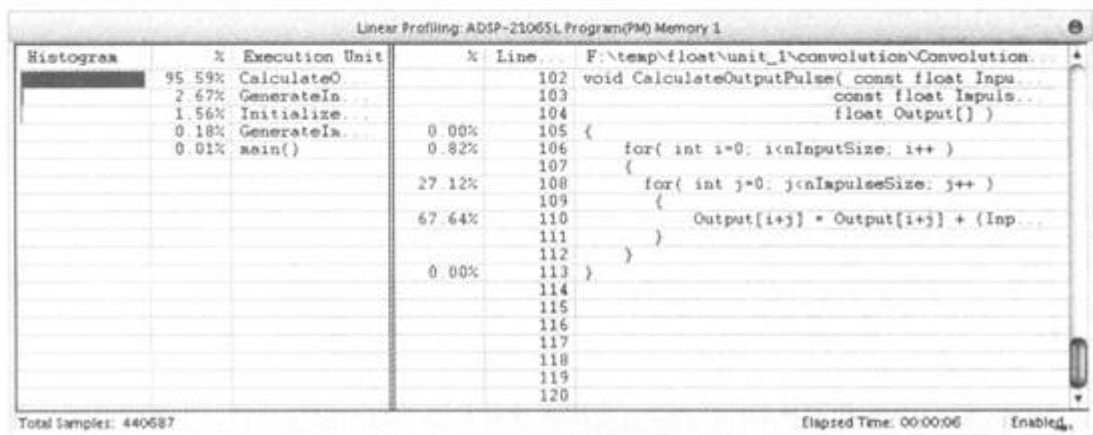 Linear Profiling: ADSP-21065L Program(PM) Memory 1
Histogram % Execution Unit % Line... F:\temp\float\unit_1\convolution\Convolution...
95.59% CalculateO... 102 void CalculateOutputPulse( const float Inpu...
2.67% GenerateIn... 103 const float Impuls...
1.56% Initialize... 104 float Output[] )
0.18% GenerateIm... 0.00% 105 {
0.01% main() 0.82% 106 for( int i=0; i<nInputSize; i++ )
107 {
27.12% 108 for( int j=0; j<nImpulseSize; j++ )
109 {
67.64% 110 Output[i+j] = Output[i+j] + (Inp...
111 }
112 }
0.00% 113 }
114
115
116
117
118
119
120
Total Samples: 440687 Elapsed Time: 00:00:06 Enabled